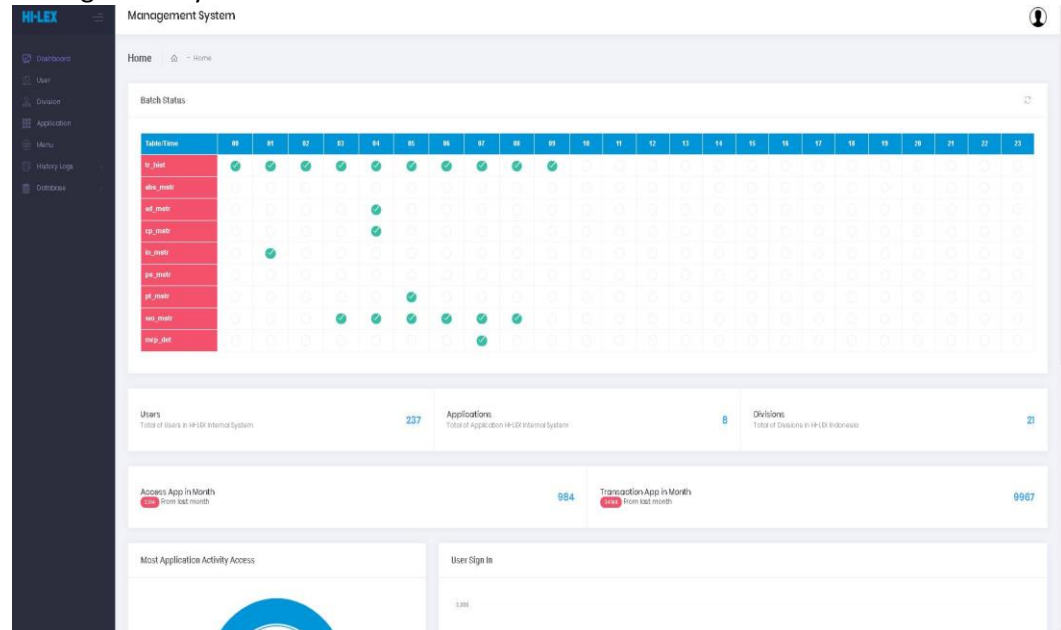 HI-LEX
Management System
Dashboard
User
Division
Application
Menu
History Logs
Database
Home - Home
Batch Status
Table/Time 00 01 02 03 04 05 06 07 08 09 10 11 12 13 14 15 16 17 18 19 20 21 22 23
tr_hist
abs_mstr
ad_mstr
cp_mstr
in_mstr
ps_mstr
pt_mstr
wo_mstr
mrp_det
Users 237
Total of Users in HI-LEX Internal System
Applications 8
Total of Application HI-LEX Internal System
Divisions 21
Total of Divisions in HI-LEX Indonesia
Access App in Month 984
From last month
Transaction App in Month 9967
From last month
Most Application Activity Access
User Sign In